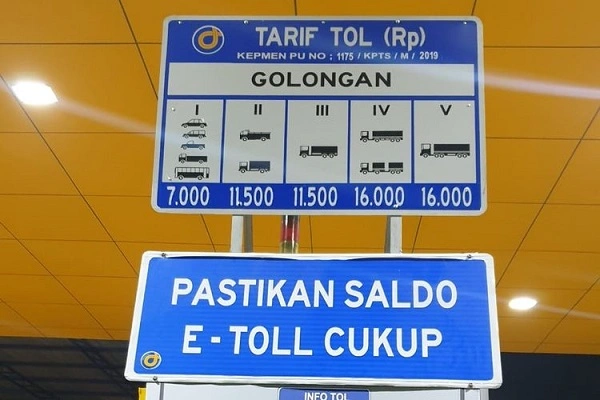 TARIF TOL (Rp)
KEPMEN PU NO : 1175 / KPTS / M / 2019
GOLONGAN
I II III IV V
7.000 11.500 11.500 16.000 16.000
PASTIKAN SALDO
E - TOLL CUKUP
INFO TOL